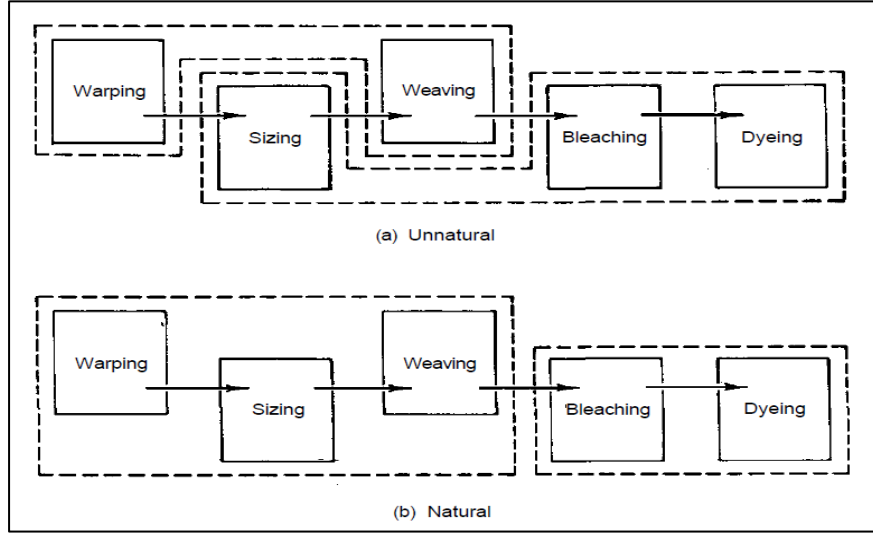 Warping
Weaving
Sizing
Bleaching
Dyeing
(a) Unnatural
Warping
Weaving
Sizing
Bleaching
Dyeing
(b) Natural